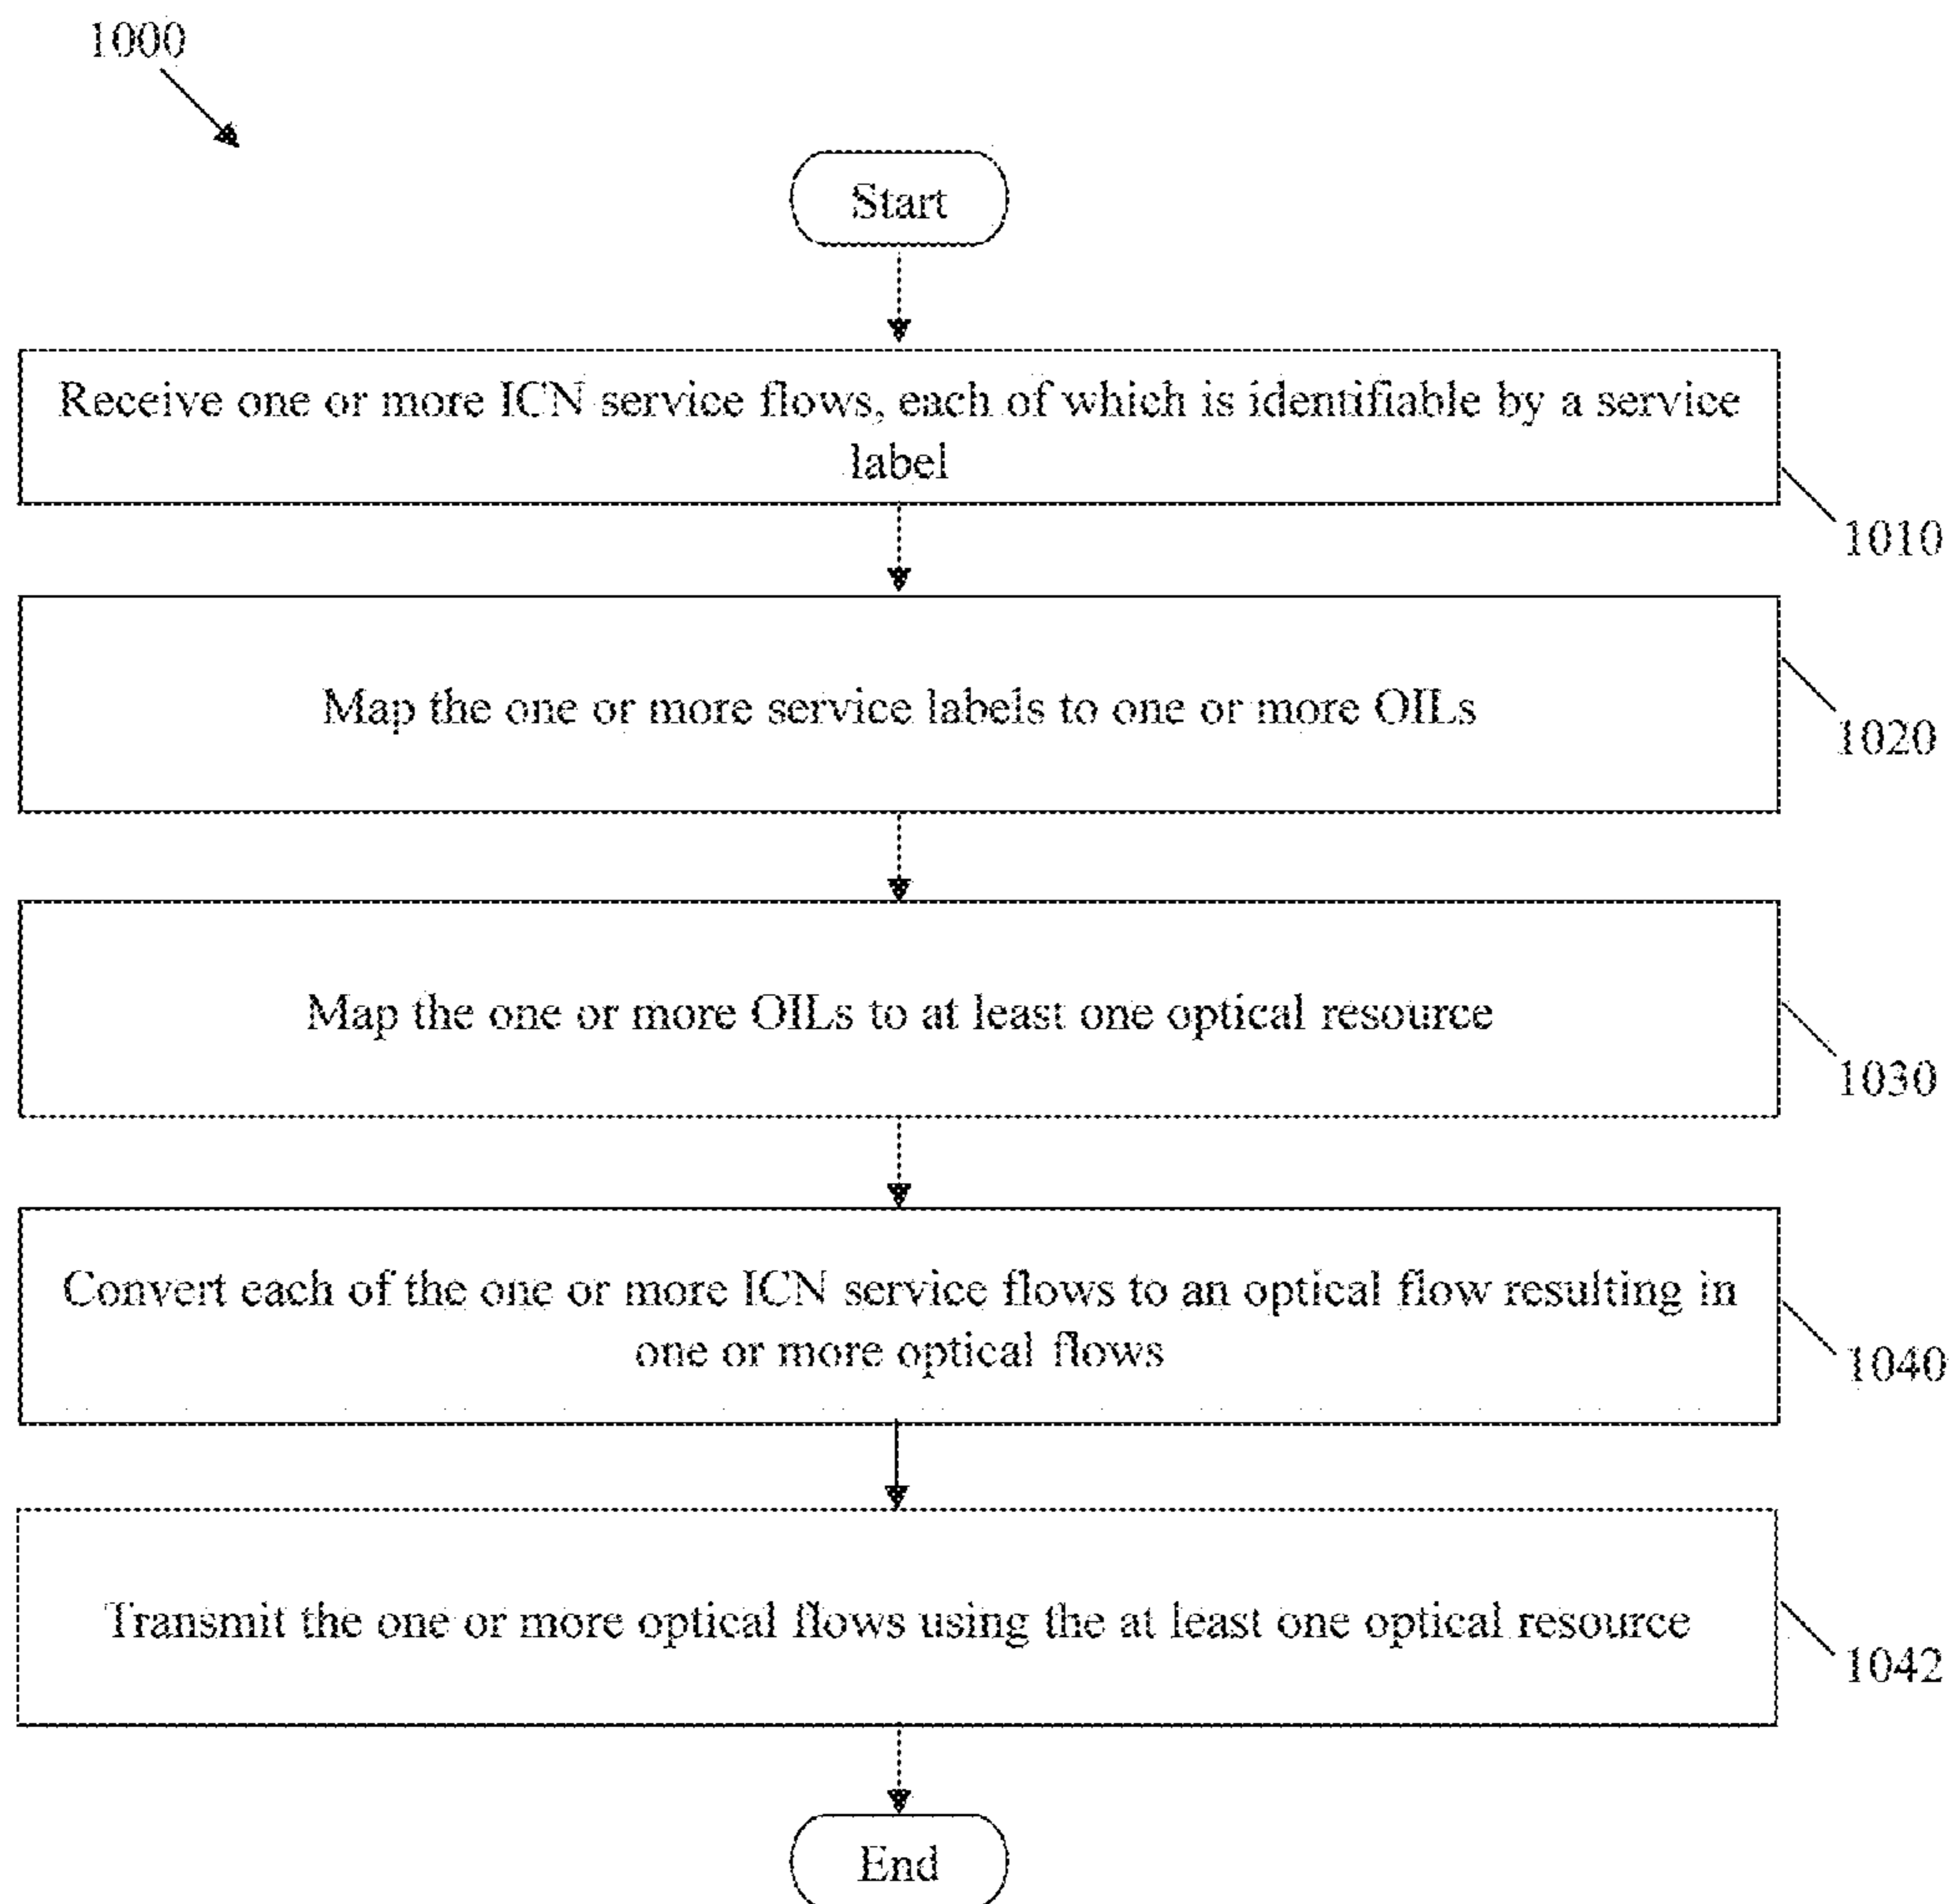 1000
Start
Receive one or more ICN service flows, each of which is identifiable by a service
label
1010
Map the one or more service labels to one or more OILs
1020
Map the one or more OILs to at least one optical resource
1030
Convert each of the one or more ICN service flows to an optical flow resulting in
one or more optical flows
1040
Transmit the one or more optical flows using the at least one optical resource
1042
End